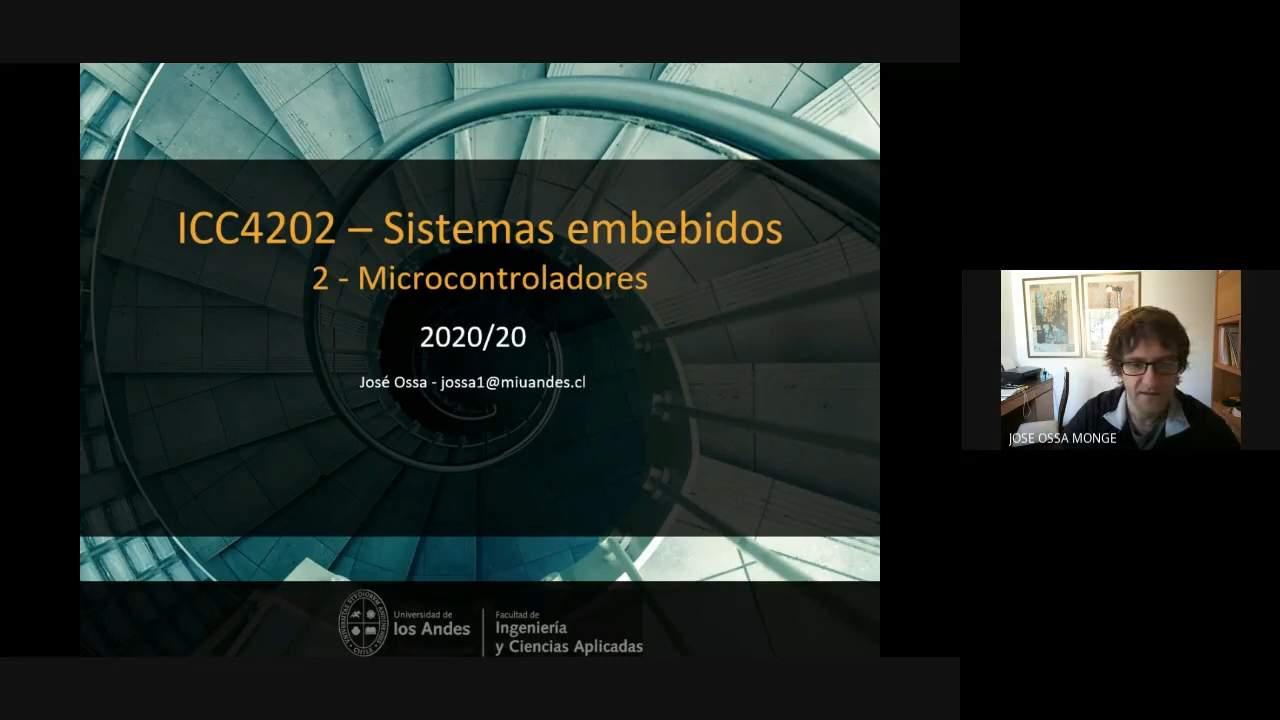 ICC4202 – Sistemas embebidos
2 - Microcontroladores
2020/20
José Ossa - jossa1@miuandes.cl
Universidad de
los Andes
Facultad de
Ingeniería
y Ciencias Aplicadas
JOSE OSSA MONGE